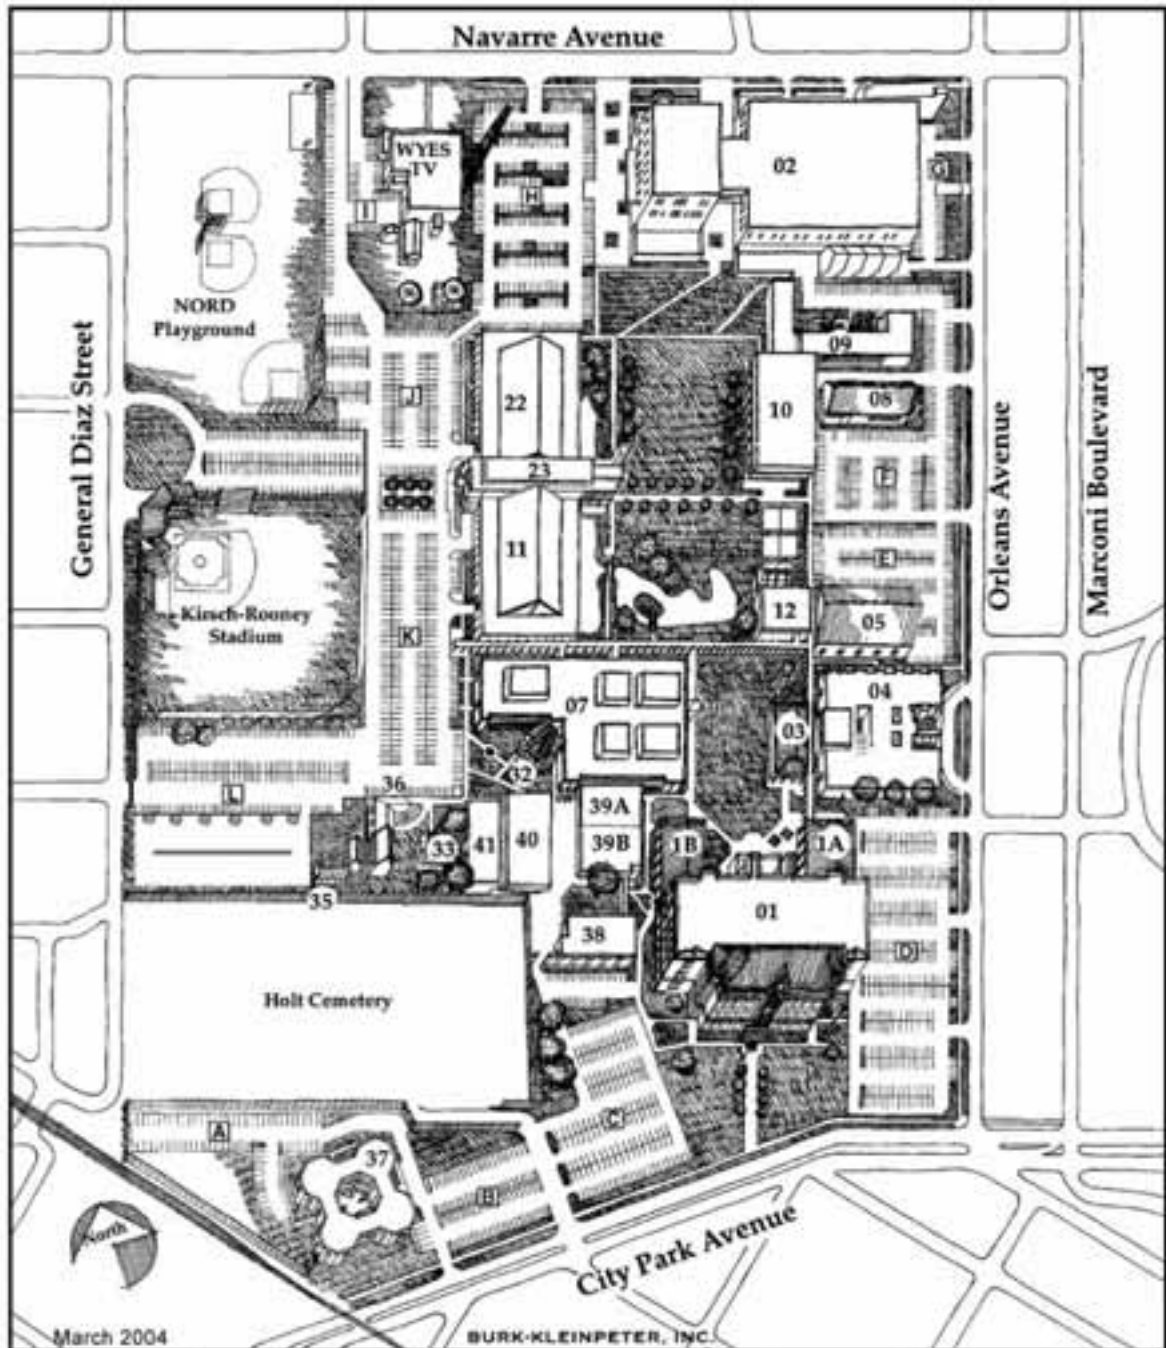 Navarre Avenue
WYES
TV
H
02
G
I
NORD
Playground
09
General Diaz Street
J
22
10
08
Marconi Boulevard
23
F
Orleans Avenue
11
E
Kirsch-Rooney
Stadium
K
12
05
07
04
03
32
L
36
39A
33
41
40
39B
1B
1A
35
01
38
D
Holt Cemetery
C
A
37
B
North
City Park Avenue
March 2004
BURK-KLEINPETER, INC.